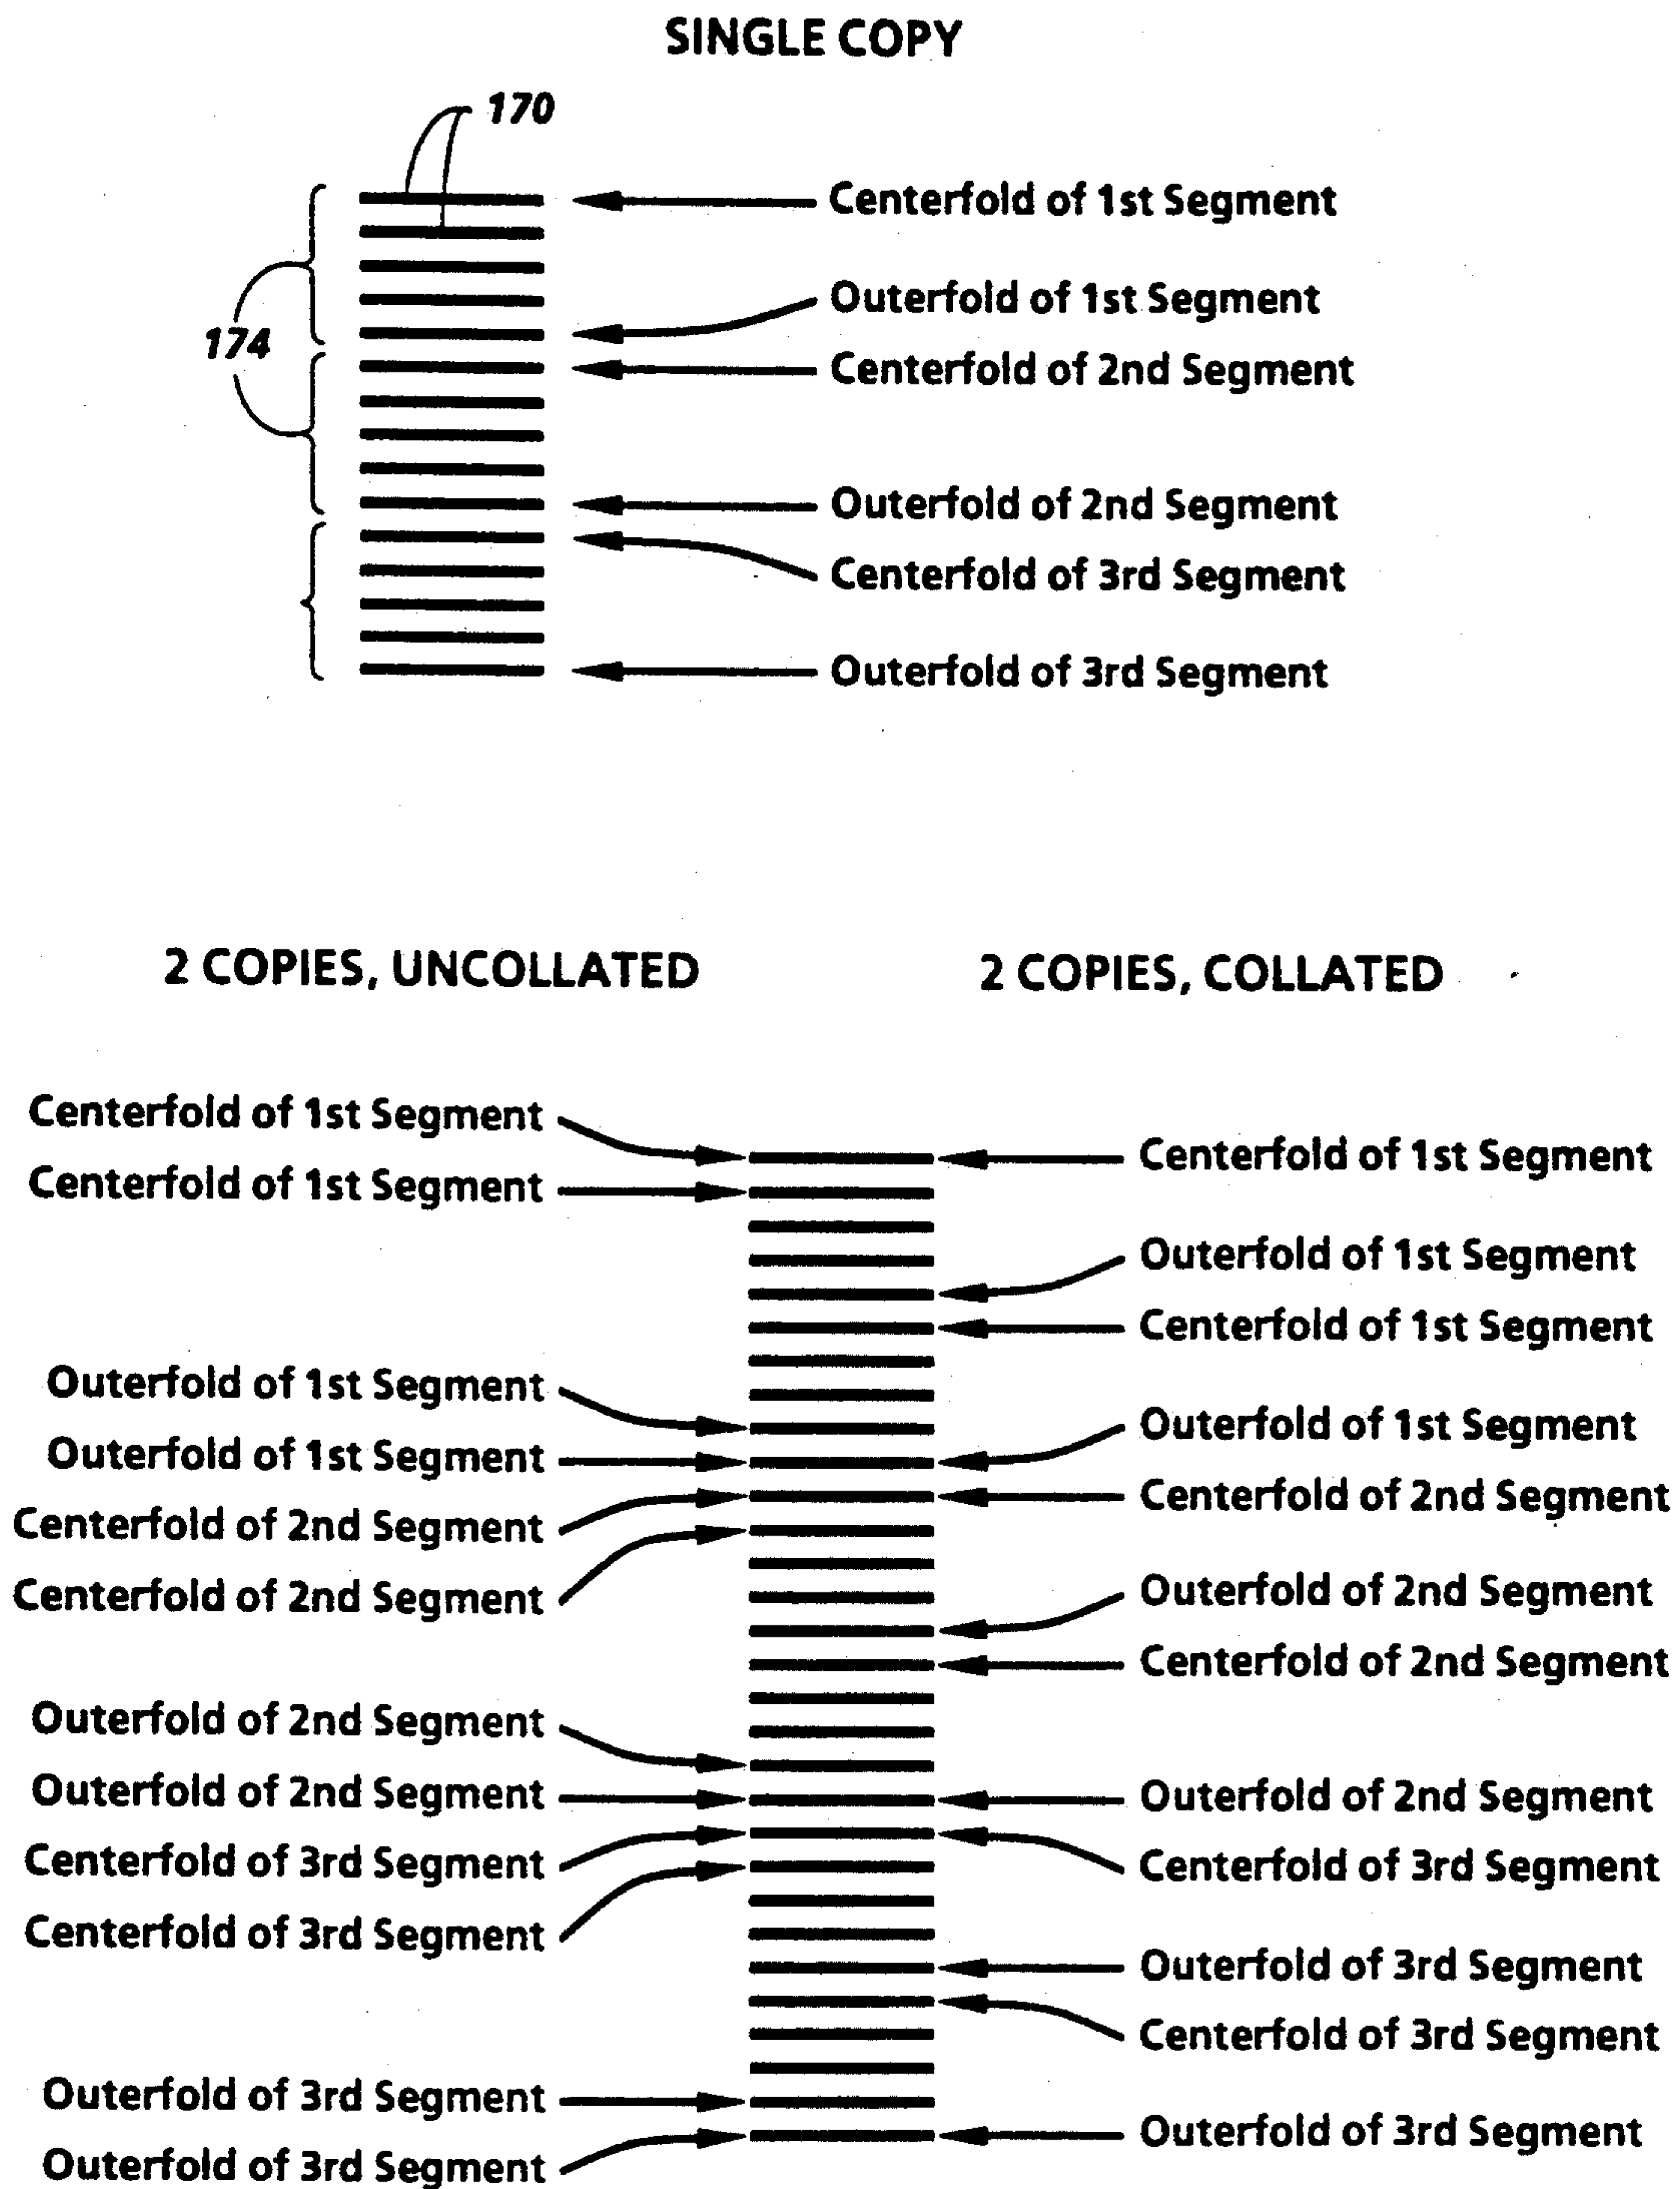 SINGLE COPY
170
Centerfold of 1st Segment
Outerfold of 1st Segment
174
Centerfold of 2nd Segment
Outerfold of 2nd Segment
Centerfold of 3rd Segment
Outerfold of 3rd Segment
2 COPIES, UNCOLLATED
Centerfold of 1st Segment
Centerfold of 1st Segment
Outerfold of 1st Segment
Outerfold of 1st Segment
Centerfold of 2nd Segment
Centerfold of 2nd Segment
Outerfold of 2nd Segment
Outerfold of 2nd Segment
Centerfold of 3rd Segment
Centerfold of 3rd Segment
Outerfold of 3rd Segment
Outerfold of 3rd Segment
2 COPIES, COLLATED
Centerfold of 1st Segment
Outerfold of 1st Segment
Centerfold of 1st Segment
Outerfold of 1st Segment
Centerfold of 2nd Segment
Outerfold of 2nd Segment
Centerfold of 2nd Segment
Outerfold of 2nd Segment
Centerfold of 3rd Segment
Outerfold of 3rd Segment
Centerfold of 3rd Segment
Outerfold of 3rd Segment